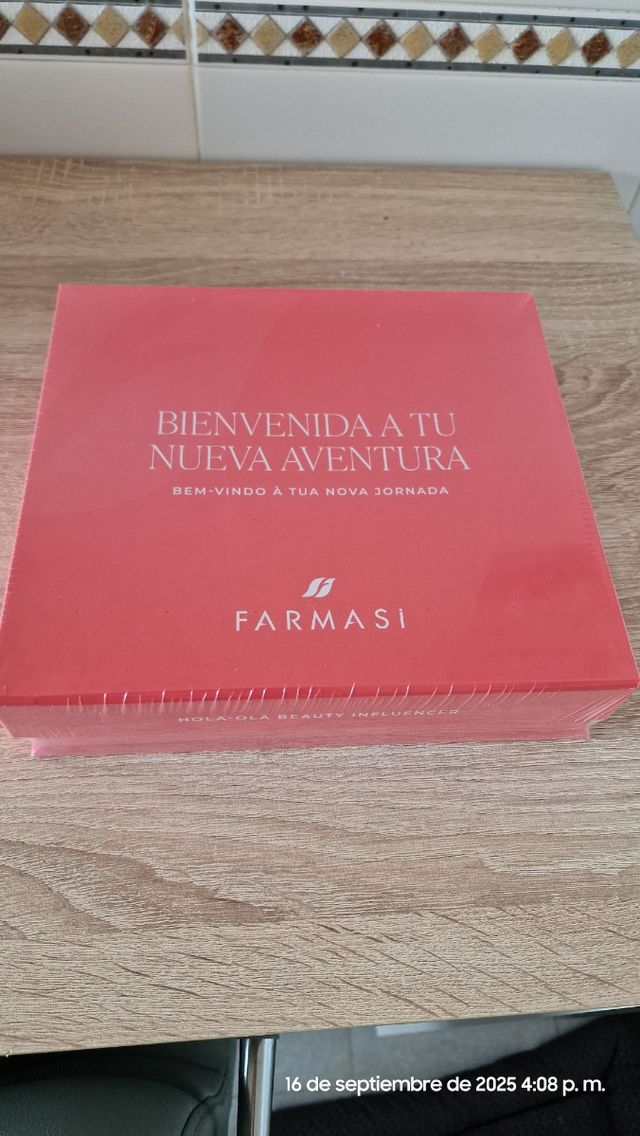 BIENVENIDA A TU
NUEVA AVENTURA
BEM-VINDO À TUA NOVA JORNADA
FARMASi
HOLA-OLÁ BEAUTY INFLUENCER
16 de septiembre de 2025 4:08 p. m.